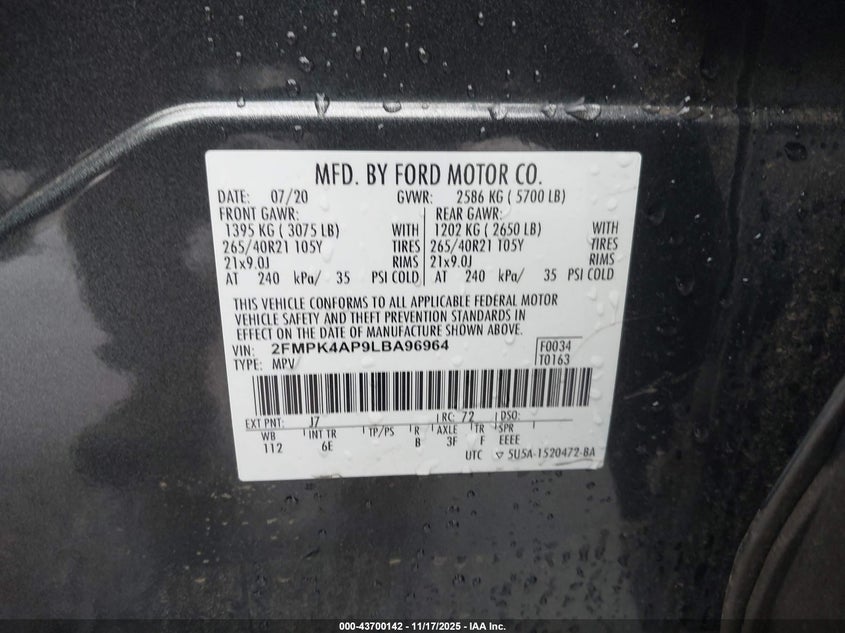 MFD. BY FORD MOTOR CO.
DATE: 07/20 GVWR: 2586 KG ( 5700 LB)
FRONT GAWR: REAR GAWR:
1395 KG ( 3075 LB) WITH 1202 KG ( 2650 LB) WITH
265/40R21 105Y TIRES 265/40R21 105Y TIRES
21x9.0J RIMS 21x9.0J RIMS
AT 240 kPa/ 35 PSI COLD AT 240 kPa/ 35 PSI COLD
THIS VEHICLE CONFORMS TO ALL APPLICABLE FEDERAL MOTOR
VEHICLE SAFETY AND THEFT PREVENTION STANDARDS IN
EFFECT ON THE DATE OF MANUFACTURE SHOWN ABOVE.
VIN: 2FMPK4AP9LBA96964 F0034
TYPE: MPV T0163
EXT PNT: J7 RC: 72 DSO:
WB INT TR TP/PS R AXLE TR SPR
112 6E B 3F F EEEE
UTC ▽ 5U5A-1520472-BA
000-43700142 - 11/17/2025 - IAA Inc.